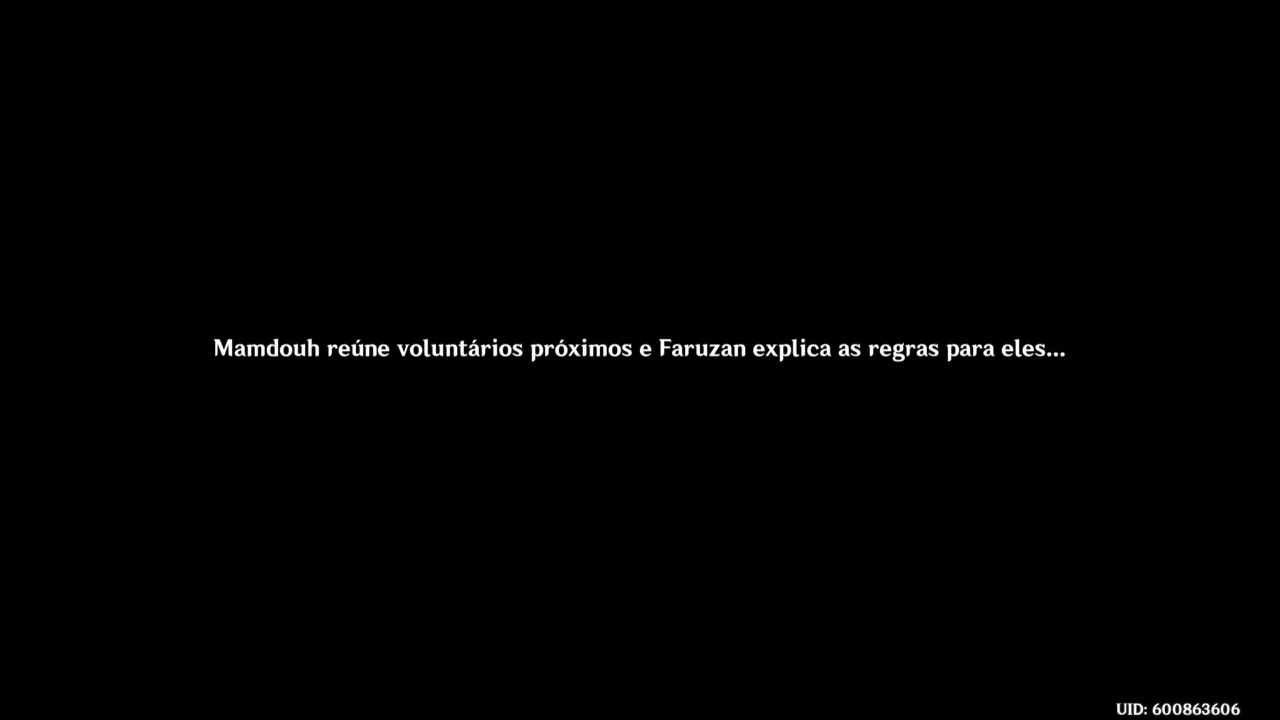 Mamdouh reúne voluntários próximos e Faruzan explica as regras para eles...
UID: 600863606